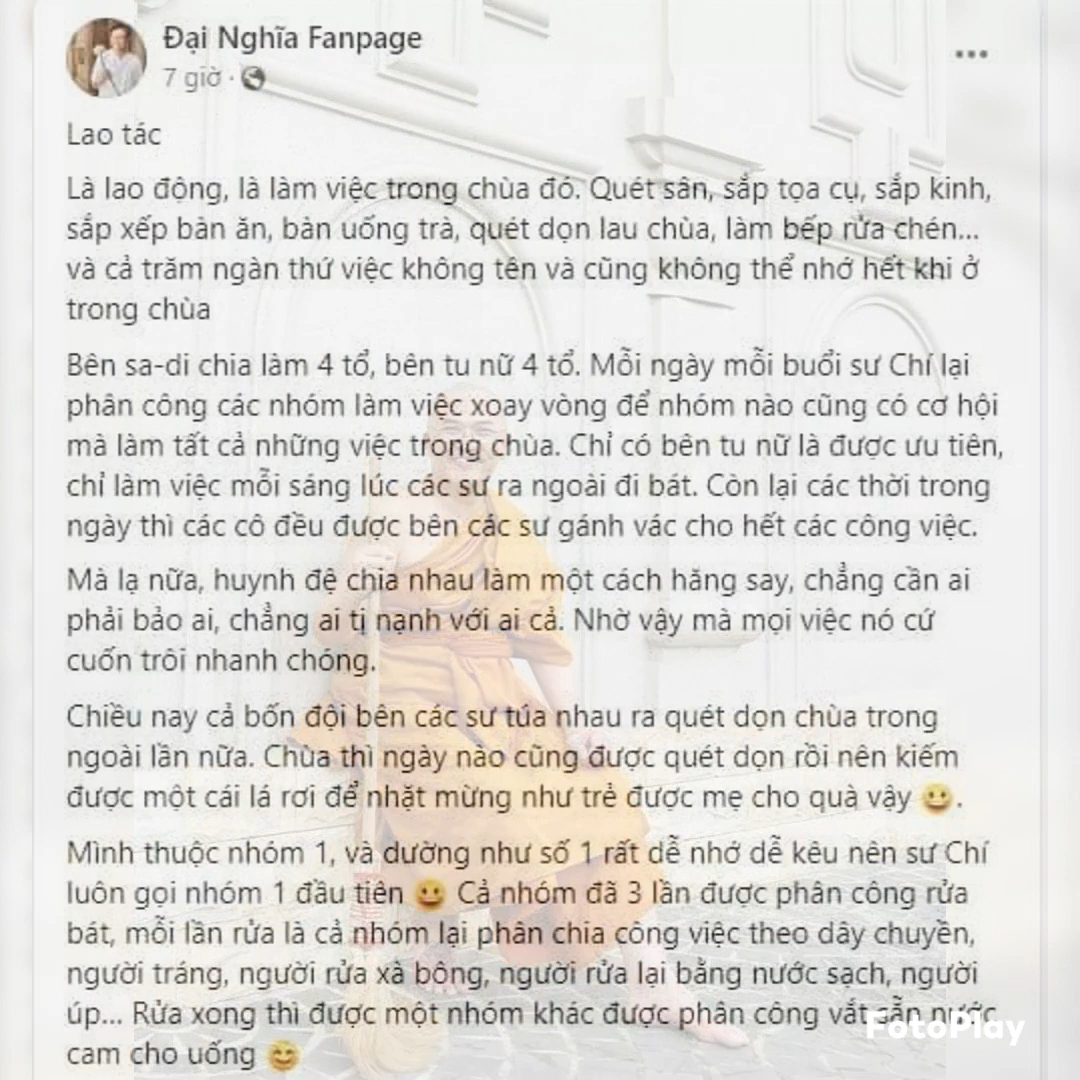 Đại Nghĩa Fanpage
7 giờ ·
Lao tác
Là lao động, là làm việc trong chùa đó. Quét sân, sắp tọa cụ, sắp kinh,
sắp xếp bàn ăn, bàn uống trà, quét dọn lau chùa, làm bếp rửa chén...
và cả trăm ngàn thứ việc không tên và cũng không thể nhớ hết khi ở
trong chùa
Bên sa-di chia làm 4 tổ, bên tu nữ 4 tổ. Mỗi ngày mỗi buổi sư Chí lại
phân công các nhóm làm việc xoay vòng để nhóm nào cũng có cơ hội
mà làm tất cả những việc trong chùa. Chỉ có bên tu nữ là được ưu tiên,
chỉ làm việc mỗi sáng lúc các sư ra ngoài đi bát. Còn lại các thời trong
ngày thì các cô đều được bên các sư gánh vác cho hết các công việc.
Mà lạ nữa, huynh đệ chia nhau làm một cách hăng say, chẳng cần ai
phải bảo ai, chẳng ai tị nạnh với ai cả. Nhờ vậy mà mọi việc nó cứ
cuốn trôi nhanh chóng.
Chiều nay cả bốn đội bên các sư túa nhau ra quét dọn chùa trong
ngoài lần nữa. Chùa thì ngày nào cũng được quét dọn rồi nên kiếm
được một cái lá rơi để nhặt mừng như trẻ được mẹ cho quà vậy 😀.
Mình thuộc nhóm 1, và dường như số 1 rất dễ nhớ dễ kêu nên sư Chí
luôn gọi nhóm 1 đầu tiên 😀 Cả nhóm đã 3 lần được phân công rửa
bát, mỗi lần rửa là cả nhóm lại phân chia công việc theo dây chuyền,
người tráng, người rửa xà bông, người rửa lại bằng nước sạch, người
úp... Rửa xong thì được một nhóm khác được phân công vắt sẵn nước
cam cho uống 😄
FotoPlay